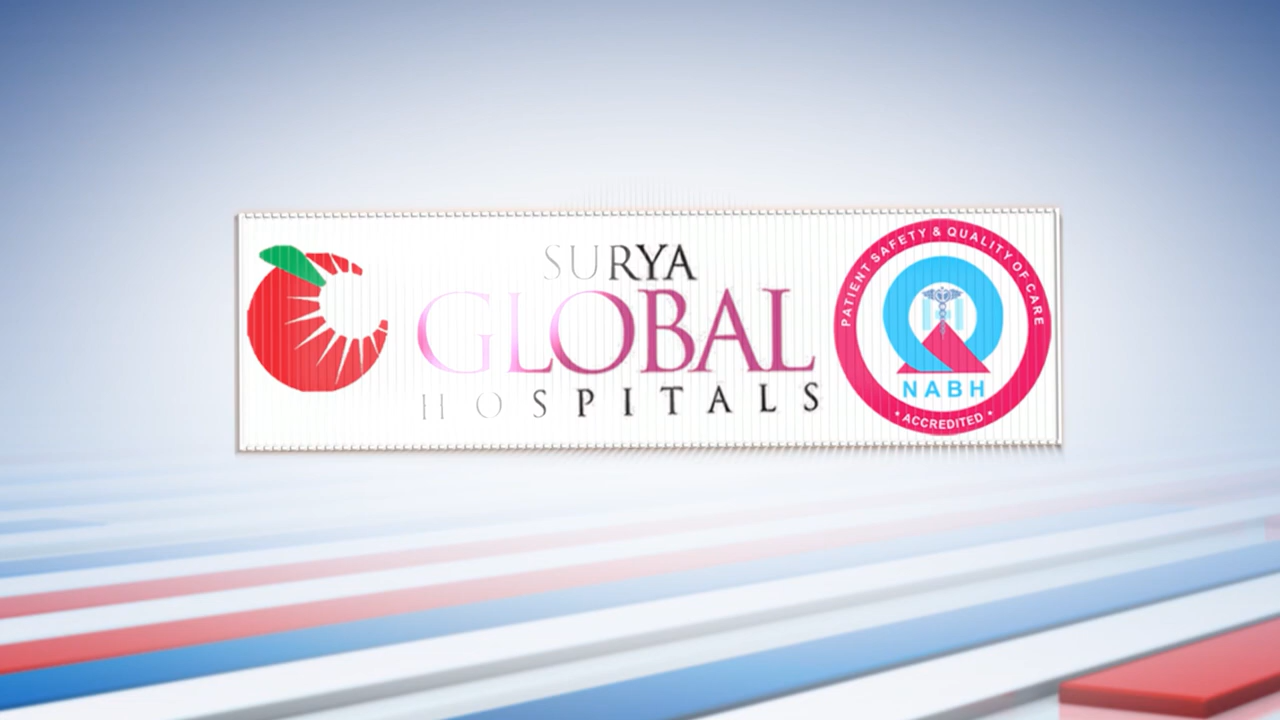 SURYA
GLOBAL
HOSPITALS
PATIENT SAFETY & QUALITY OF CARE
NABH
• ACCREDITED •